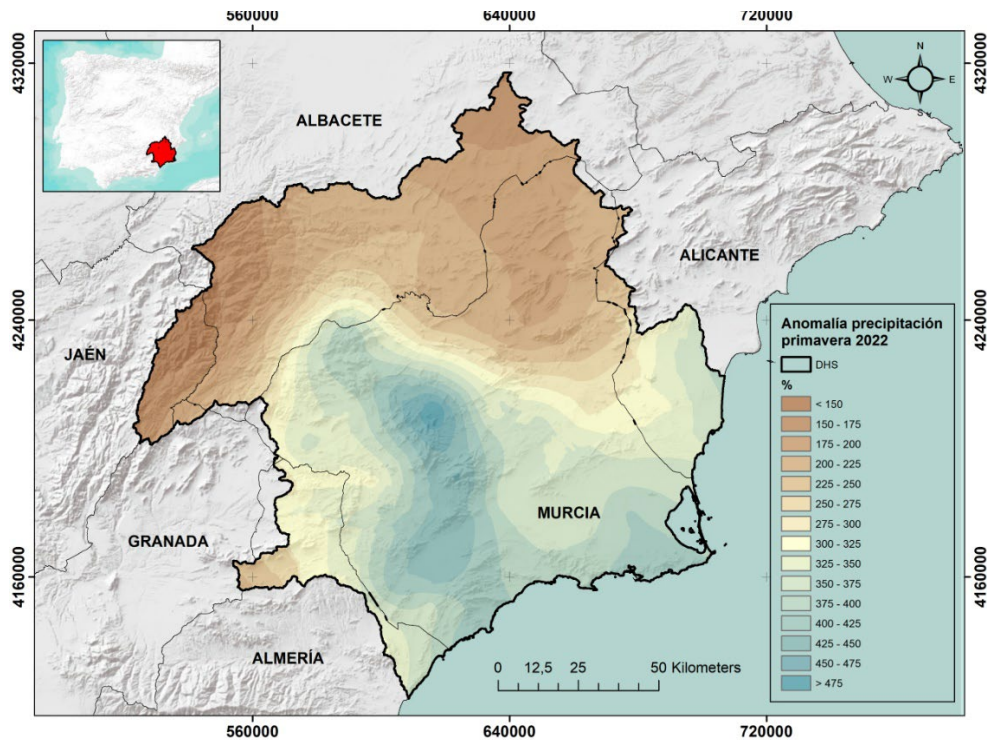 560000
640000
720000
4320000
4320000
N
W
E
S
ALBACETE
ALICANTE
4240000
4240000
JAÉN
Anomalía precipitación
primavera 2022
DHS
%
< 150
150 - 175
175 - 200
200 - 225
225 - 250
250 - 275
275 - 300
300 - 325
325 - 350
350 - 375
375 - 400
400 - 425
425 - 450
450 - 475
> 475
MURCIA
GRANADA
4160000
4160000
ALMERÍA
0 12,5 25 50 Kilometers
560000
640000
720000